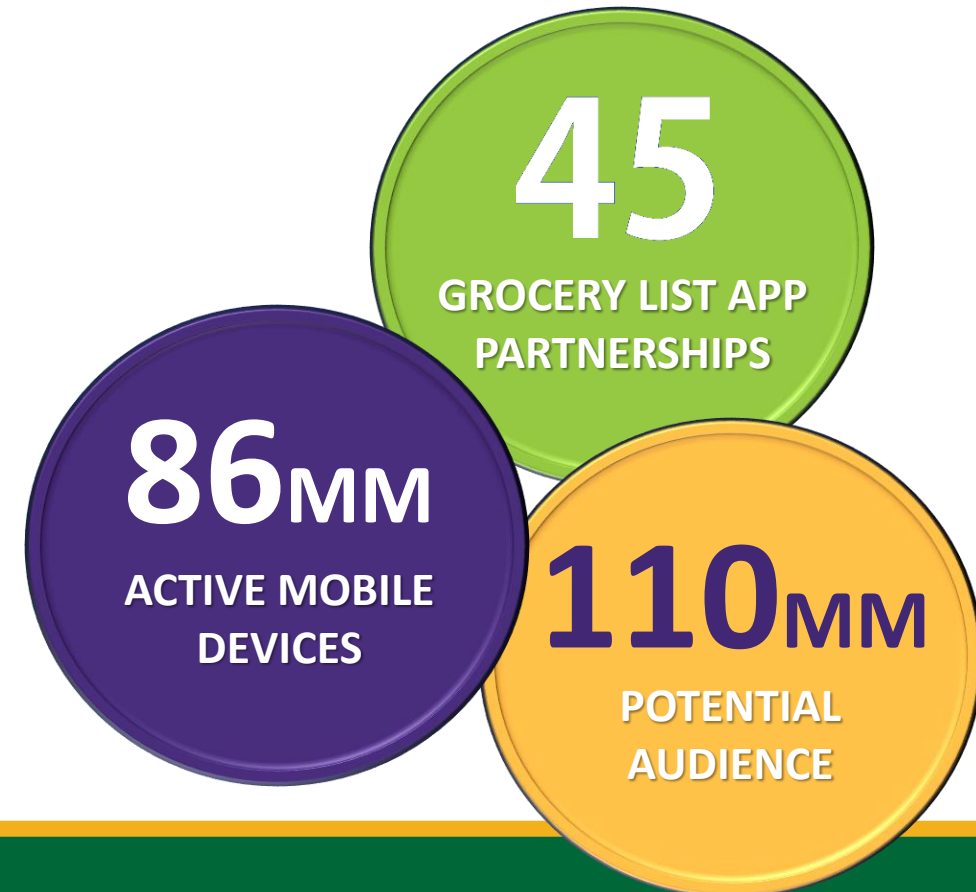 45
GROCERY LIST APP
PARTNERSHIPS
86MM
ACTIVE MOBILE
DEVICES
110MM
POTENTIAL
AUDIENCE